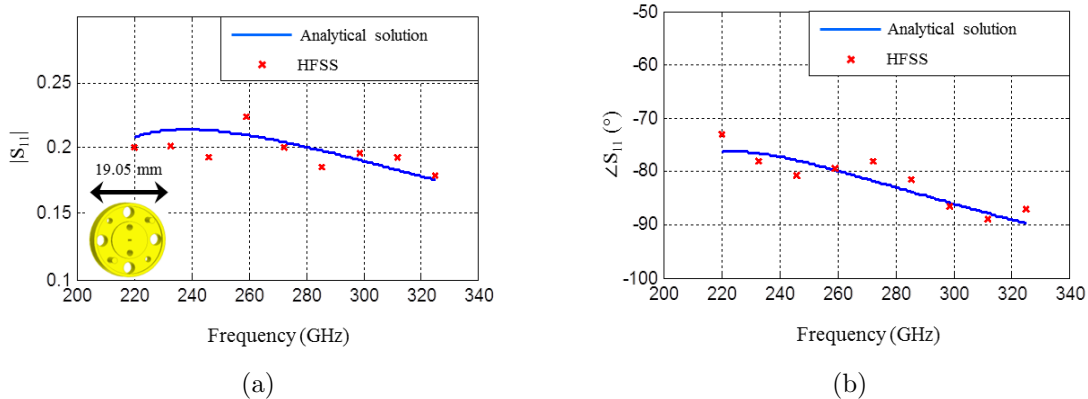 Analytical solution
HFSS
0.25
0.2
0.15
0.1
|S11|
19.05 mm
200 220 240 260 280 300 320 340
Frequency (GHz)
(a)
Analytical solution
HFSS
-50
-60
-70
-80
-90
-100
∠S11 (°)
200 220 240 260 280 300 320 340
Frequency (GHz)
(b)